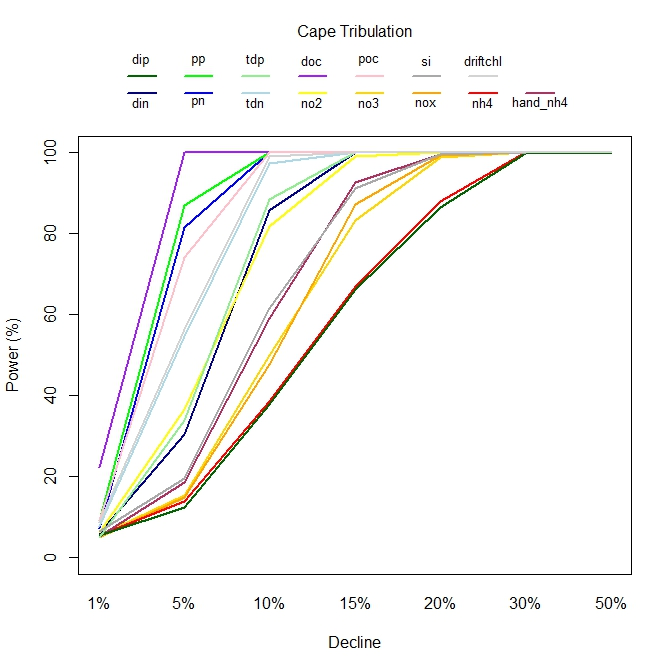 Cape Tribulation
dip pp tdp doc poc si driftchl
din pn tdn no2 no3 nox nh4 hand_nh4
Power (%)
100
80
60
40
20
0
1% 5% 10% 15% 20% 30% 50%
Decline